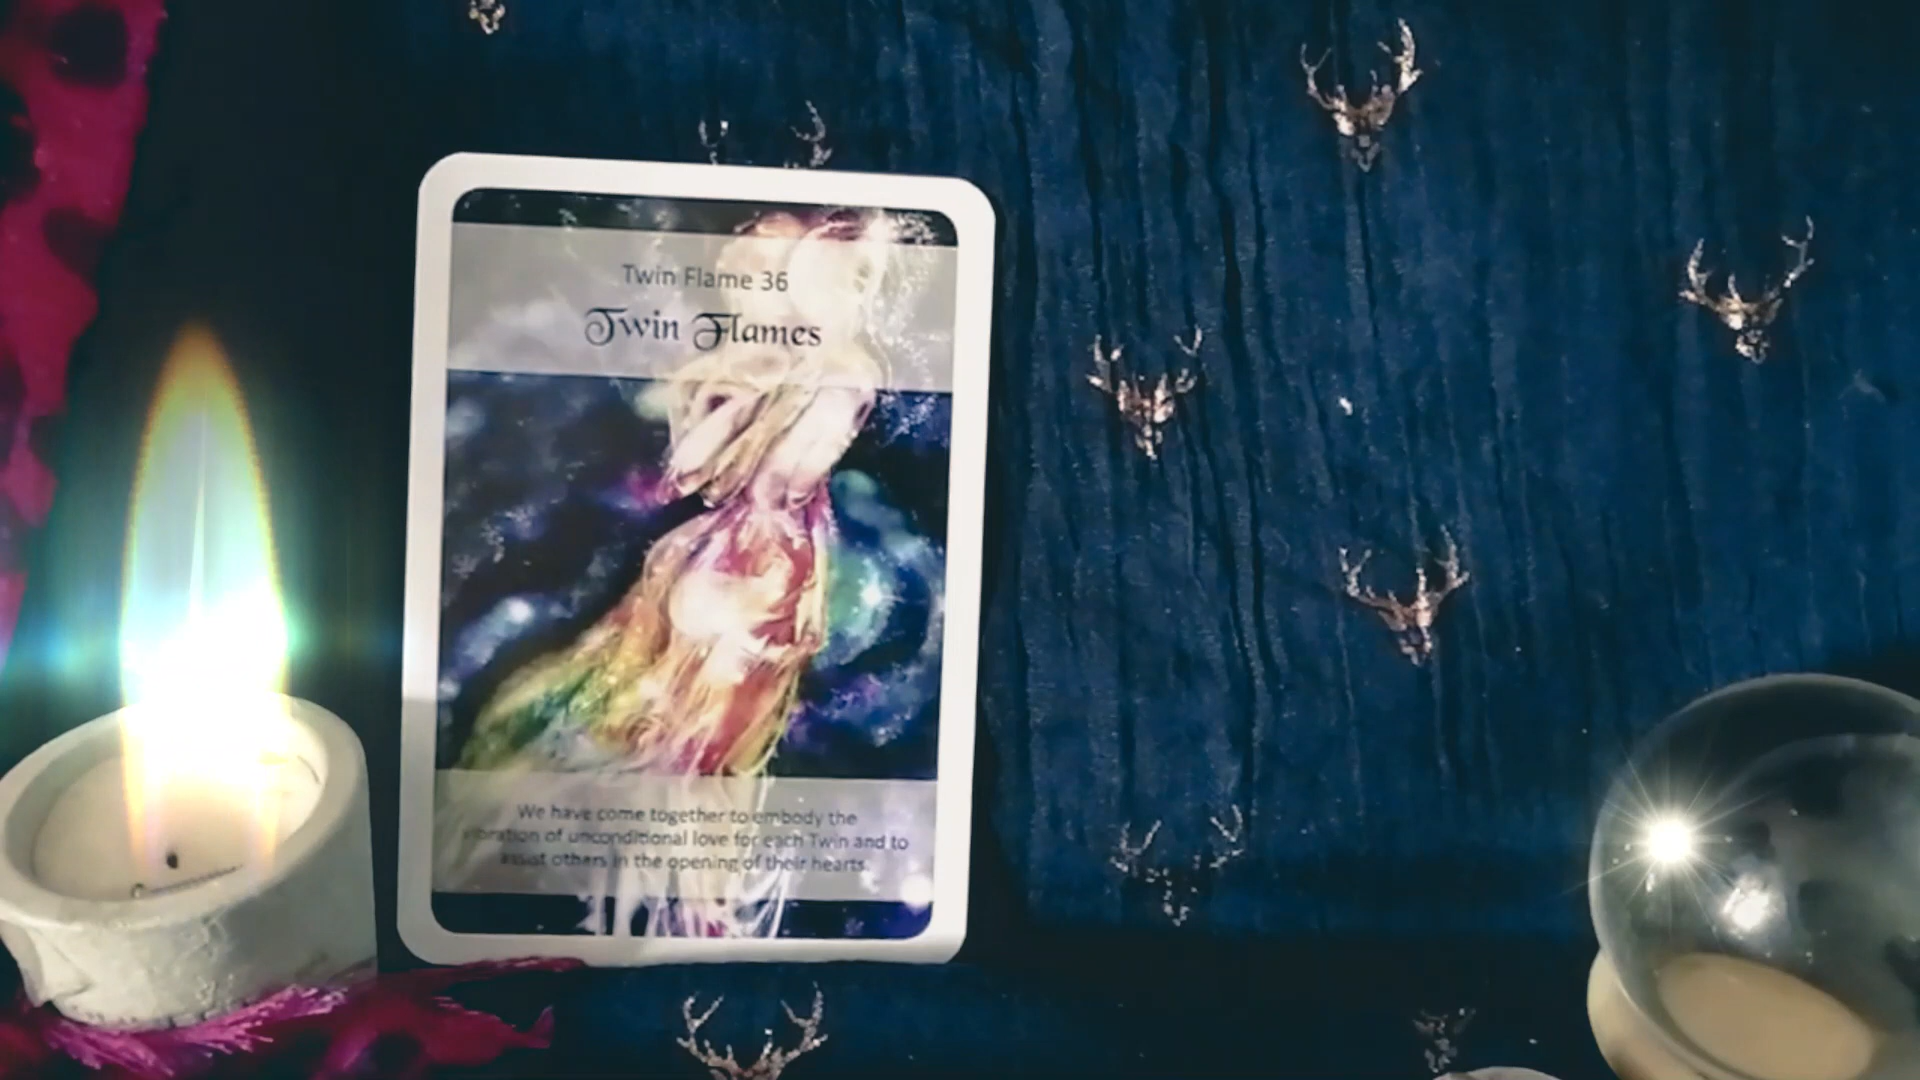 Twin Flame 36
Twin Flames
We have come together to embody the
vibration of unconditional love for each Twin and to
assist others in the opening of their hearts.